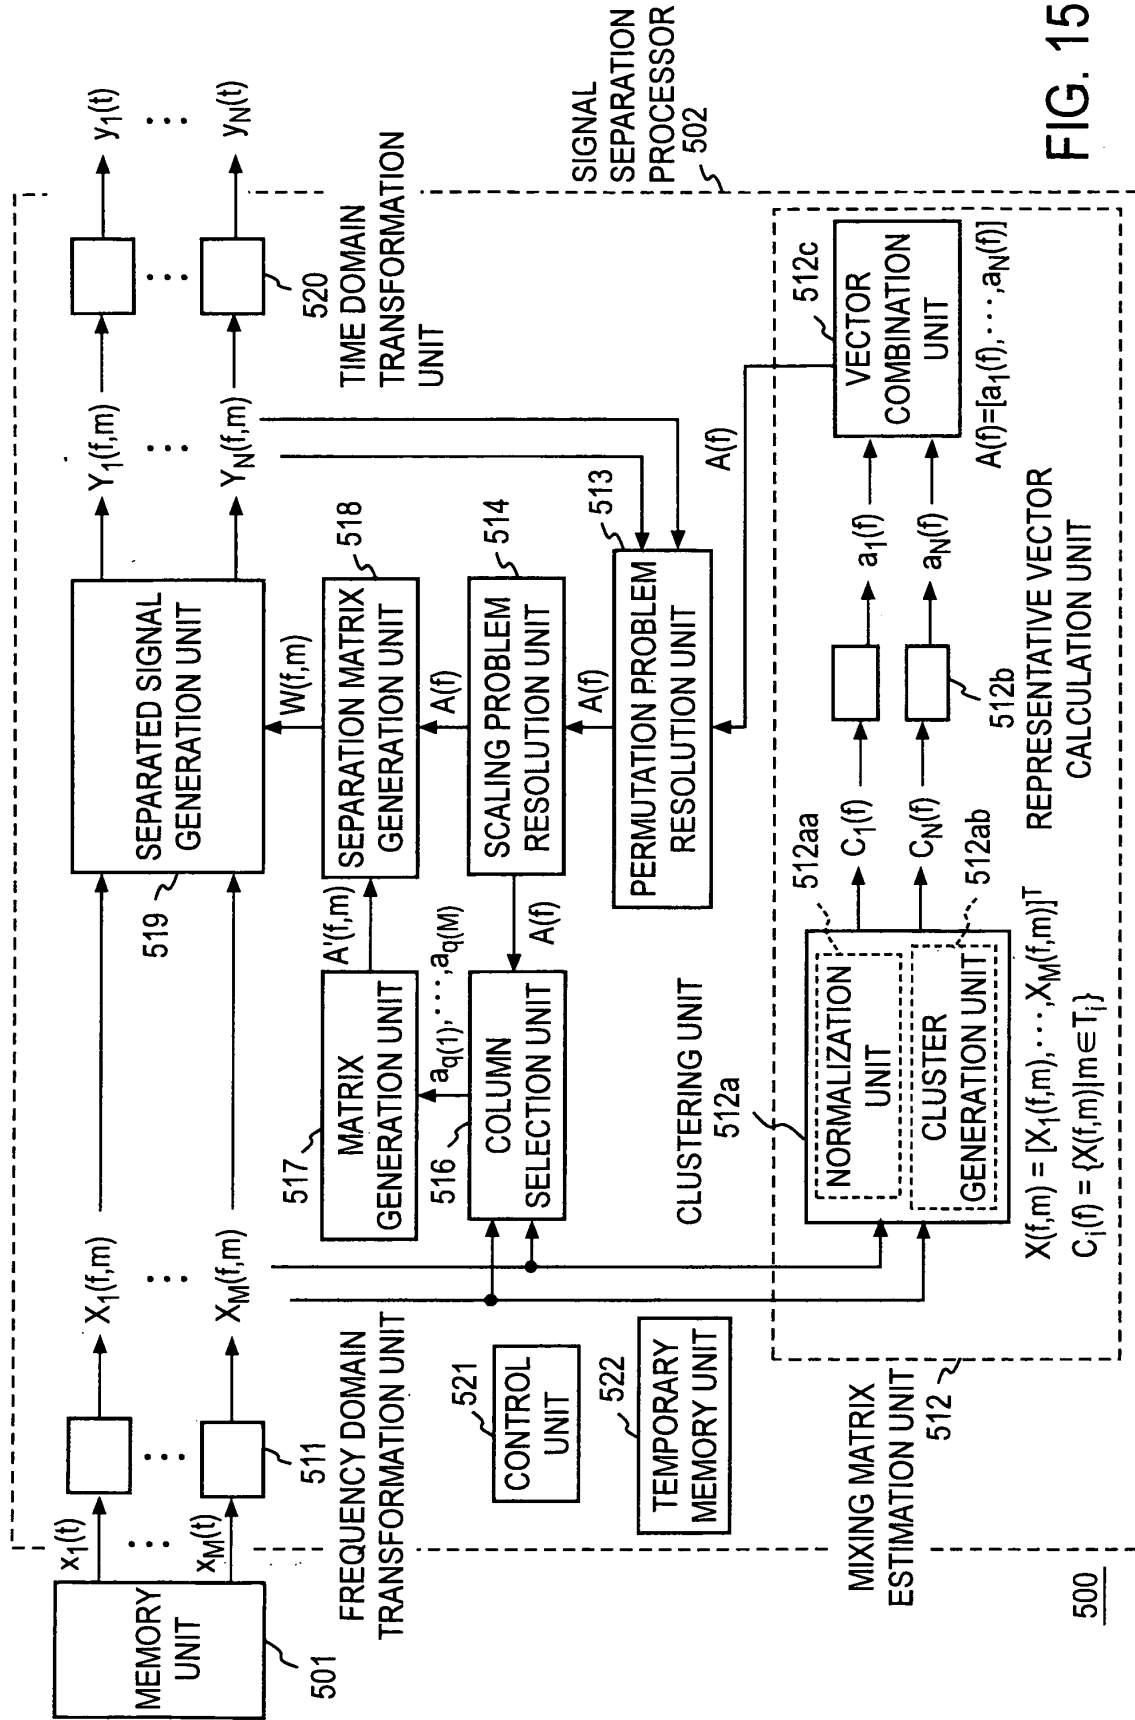 FIG. 15
500
MEMORY
UNIT
501
x1(t)
...
xM(t)
511
FREQUENCY DOMAIN
TRANSFORMATION UNIT
X1(f,m)
...
XM(f,m)
SEPARATED SIGNAL
GENERATION UNIT
519
Y1(f,m)
...
YN(f,m)
520
TIME DOMAIN
TRANSFORMATION
UNIT
y1(t)
...
yN(t)
SIGNAL
SEPARATION
PROCESSOR
502
W(f,m)
517
MATRIX
GENERATION UNIT
A'(f,m)
SEPARATION MATRIX
GENERATION UNIT
518
aq(1),...,aq(M)
A(f)
516
COLUMN
SELECTION UNIT
A(f)
SCALING PROBLEM
RESOLUTION UNIT
514
A(f)
PERMUTATION PROBLEM
RESOLUTION UNIT
513
A(f)
521
CONTROL
UNIT
522
TEMPORARY
MEMORY UNIT
MIXING MATRIX
ESTIMATION UNIT
512
CLUSTERING UNIT
512a
NORMALIZATION
UNIT
512aa
CLUSTER
GENERATION UNIT
512ab
C1(f)
CN(f)
512b
a1(f)
aN(f)
VECTOR
COMBINATION
UNIT
512c
A(f)=[a1(f),...,aN(f)]
REPRESENTATIVE VECTOR
CALCULATION UNIT
X(f,m) = [X1(f,m),...,XM(f,m)]T
Ci(f) = {X(f,m)|m∈Ti}